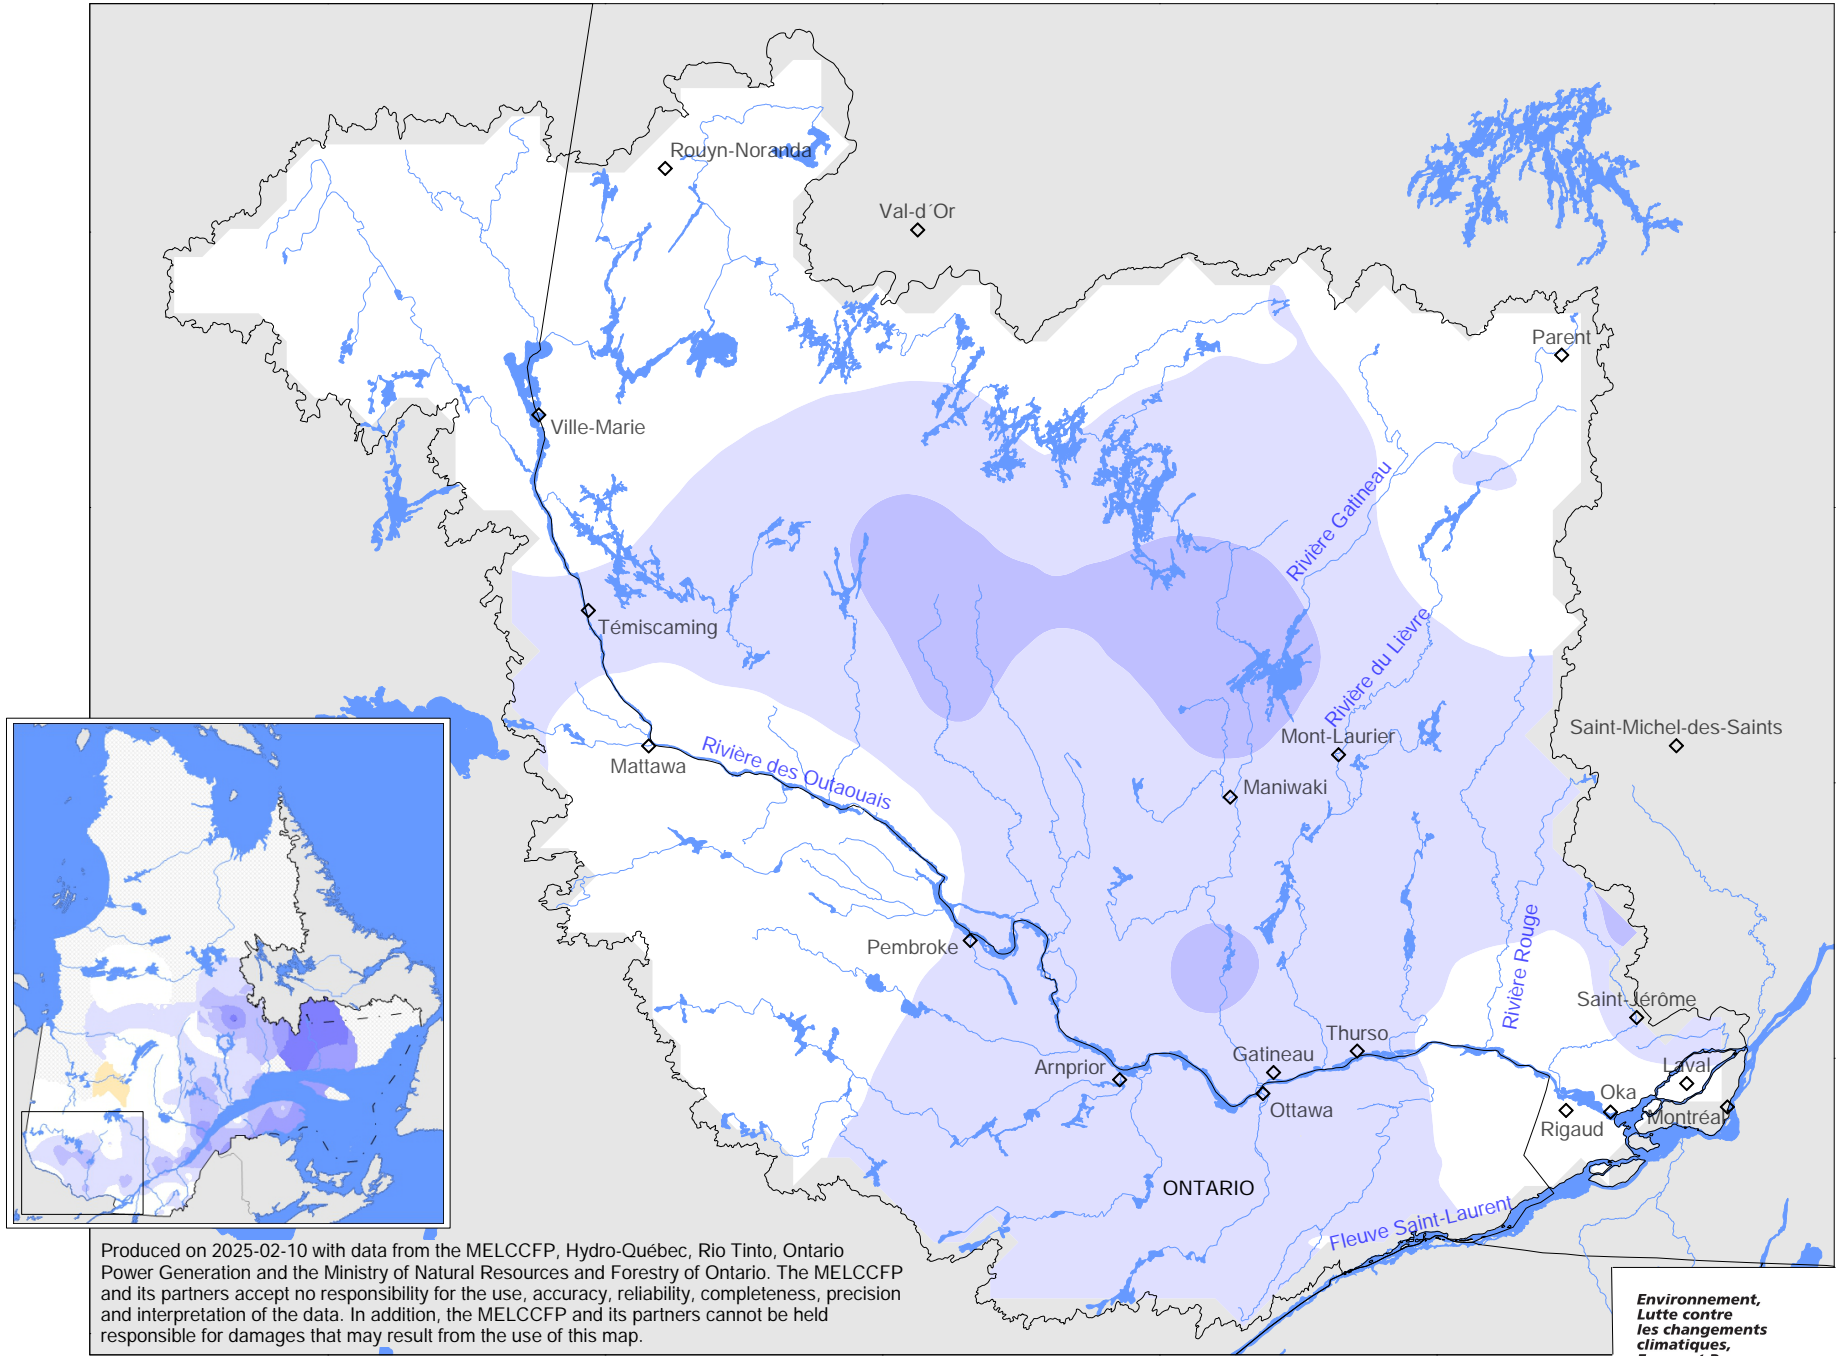 Rouyn-Noranda
Val-d´Or
Parent
Ville-Marie
Rivière Gatineau
Témiscaming
Rivière du Lièvre
Saint-Michel-des-Saints
Mont-Laurier
Rivière des Outaouais
Mattawa
Maniwaki
Pembroke
Rivière Rouge
Saint-Jérôme
Thurso
Gatineau
Arnprior
Laval
Oka
Ottawa
Montréal
Rigaud
ONTARIO
Fleuve Saint-Laurent
Produced on 2025-02-10 with data from the MELCCFP, Hydro-Québec, Rio Tinto, Ontario
Power Generation and the Ministry of Natural Resources and Forestry of Ontario. The MELCCFP
and its partners accept no responsibility for the use, accuracy, reliability, completeness, precision
and interpretation of the data. In addition, the MELCCFP and its partners cannot be held
responsible for damages that may result from the use of this map.
Environnement,
Lutte contre
les changements
climatiques,